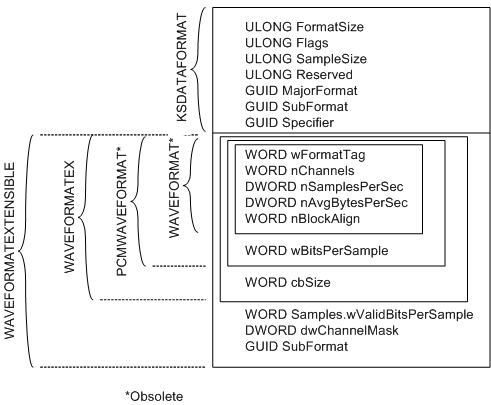 KSDATAFORMAT
ULONG FormatSize
ULONG Flags
ULONG SampleSize
ULONG Reserved
GUID MajorFormat
GUID SubFormat
GUID Specifier
WAVEFORMATEXTENSIBLE
WAVEFORMATEX
PCMWAVEFORMAT*
WAVEFORMAT*
WORD wFormatTag
WORD nChannels
DWORD nSamplesPerSec
DWORD nAvgBytesPerSec
WORD nBlockAlign
WORD wBitsPerSample
WORD cbSize
WORD Samples.wValidBitsPerSample
DWORD dwChannelMask
GUID SubFormat
*Obsolete